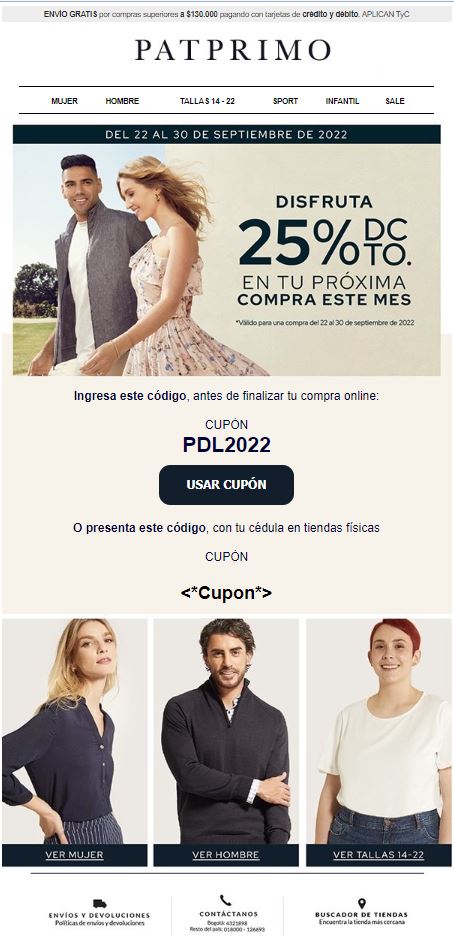 ENVÍO GRATIS por compras superiores a $130.000 pagando con tarjetas de crédito y débito. APLICAN TyC
PATPRIMO
MUJER HOMBRE TALLAS 14 - 22 SPORT INFANTIL SALE
DEL 22 AL 30 DE SEPTIEMBRE DE 2022
DISFRUTA
25% DCTO.
EN TU PRÓXIMA
COMPRA ESTE MES
*Válido para una compra del 22 al 30 de septiembre de 2022
Ingresa este código, antes de finalizar tu compra online:
CUPÓN
PDL2022
USAR CUPÓN
O presenta este código, con tu cédula en tiendas físicas
CUPÓN
<*Cupon*>
VER MUJER VER HOMBRE VER TALLAS 14-22
ENVÍOS Y DEVOLUCIONES
Políticas de envíos y devoluciones
CONTÁCTANOS
Bogotá: 4321898
Resto del país: 018000 - 126693
BUSCADOR DE TIENDAS
Encuentra la tienda más cercana